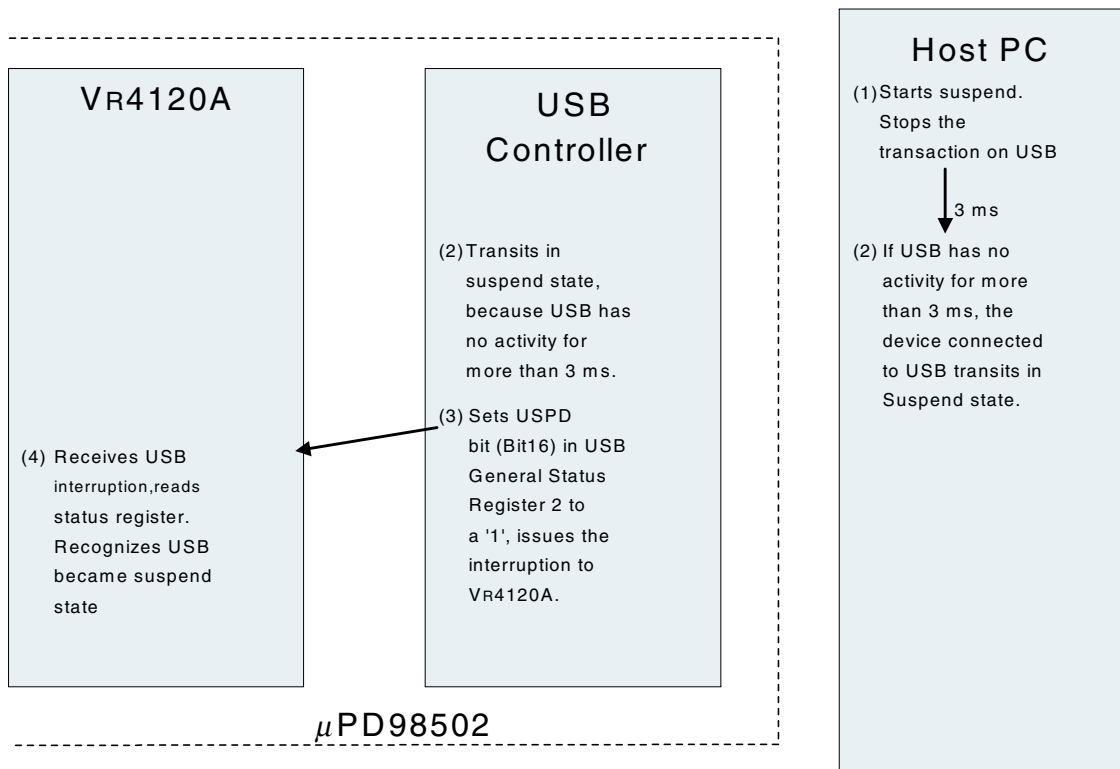 VR4120A
(4) Receives USB
interruption,reads
status register.
Recognizes USB
became suspend
state
USB
Controller
(2) Transits in
suspend state,
because USB has
no activity for
more than 3 ms.
(3) Sets USPD
bit (Bit16) in USB
General Status
Register 2 to
a '1', issues the
interruption to
VR4120A.
μPD98502
Host PC
(1) Starts suspend.
Stops the
transaction on USB
3 ms
(2) If USB has no
activity for more
than 3 ms, the
device connected
to USB transits in
Suspend state.